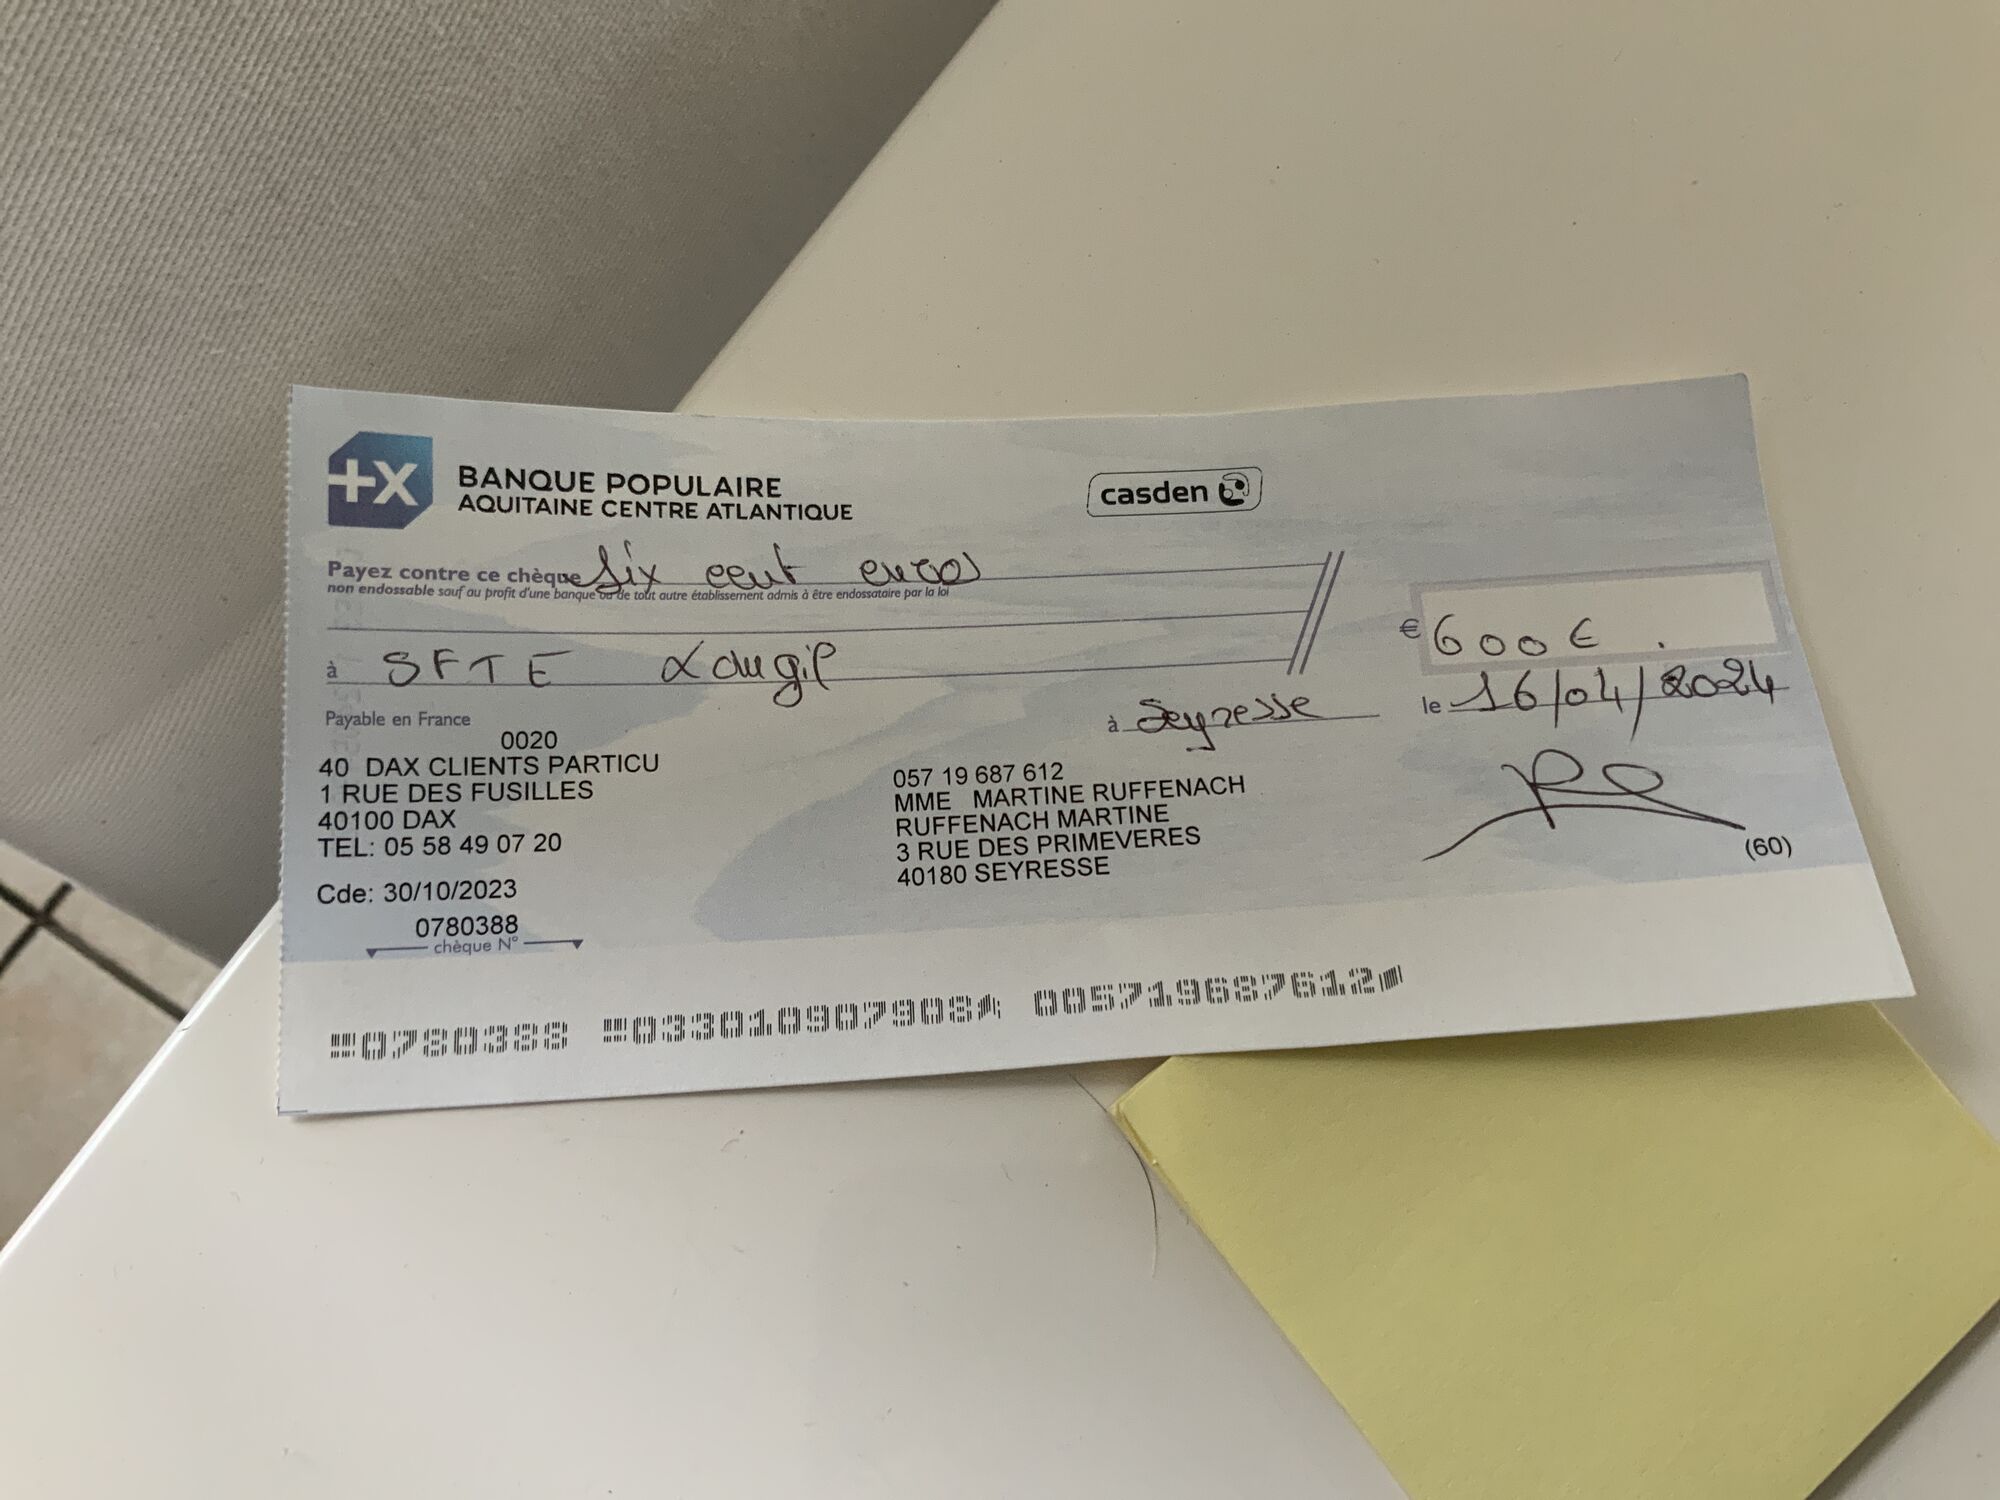 +X BANQUE POPULAIRE
AQUITAINE CENTRE ATLANTIQUE
casden
Payez contre ce chèque six cent euros
non endossable sauf au profit d'une banque ou de tout autre établissement admis à être endossataire par la loi
€ 600 €
à SFTE Laugil
à Seyresse le 16/04/2024
Payable en France
0020
40 DAX CLIENTS PARTICU
1 RUE DES FUSILLES
40100 DAX
TEL: 05 58 49 07 20
Cde: 30/10/2023
0780388
chèque N°
057 19 687 612
MME MARTINE RUFFENACH
RUFFENACH MARTINE
3 RUE DES PRIMEVERES
40180 SEYRESSE
(60)
0780388 033010907908 005719687612